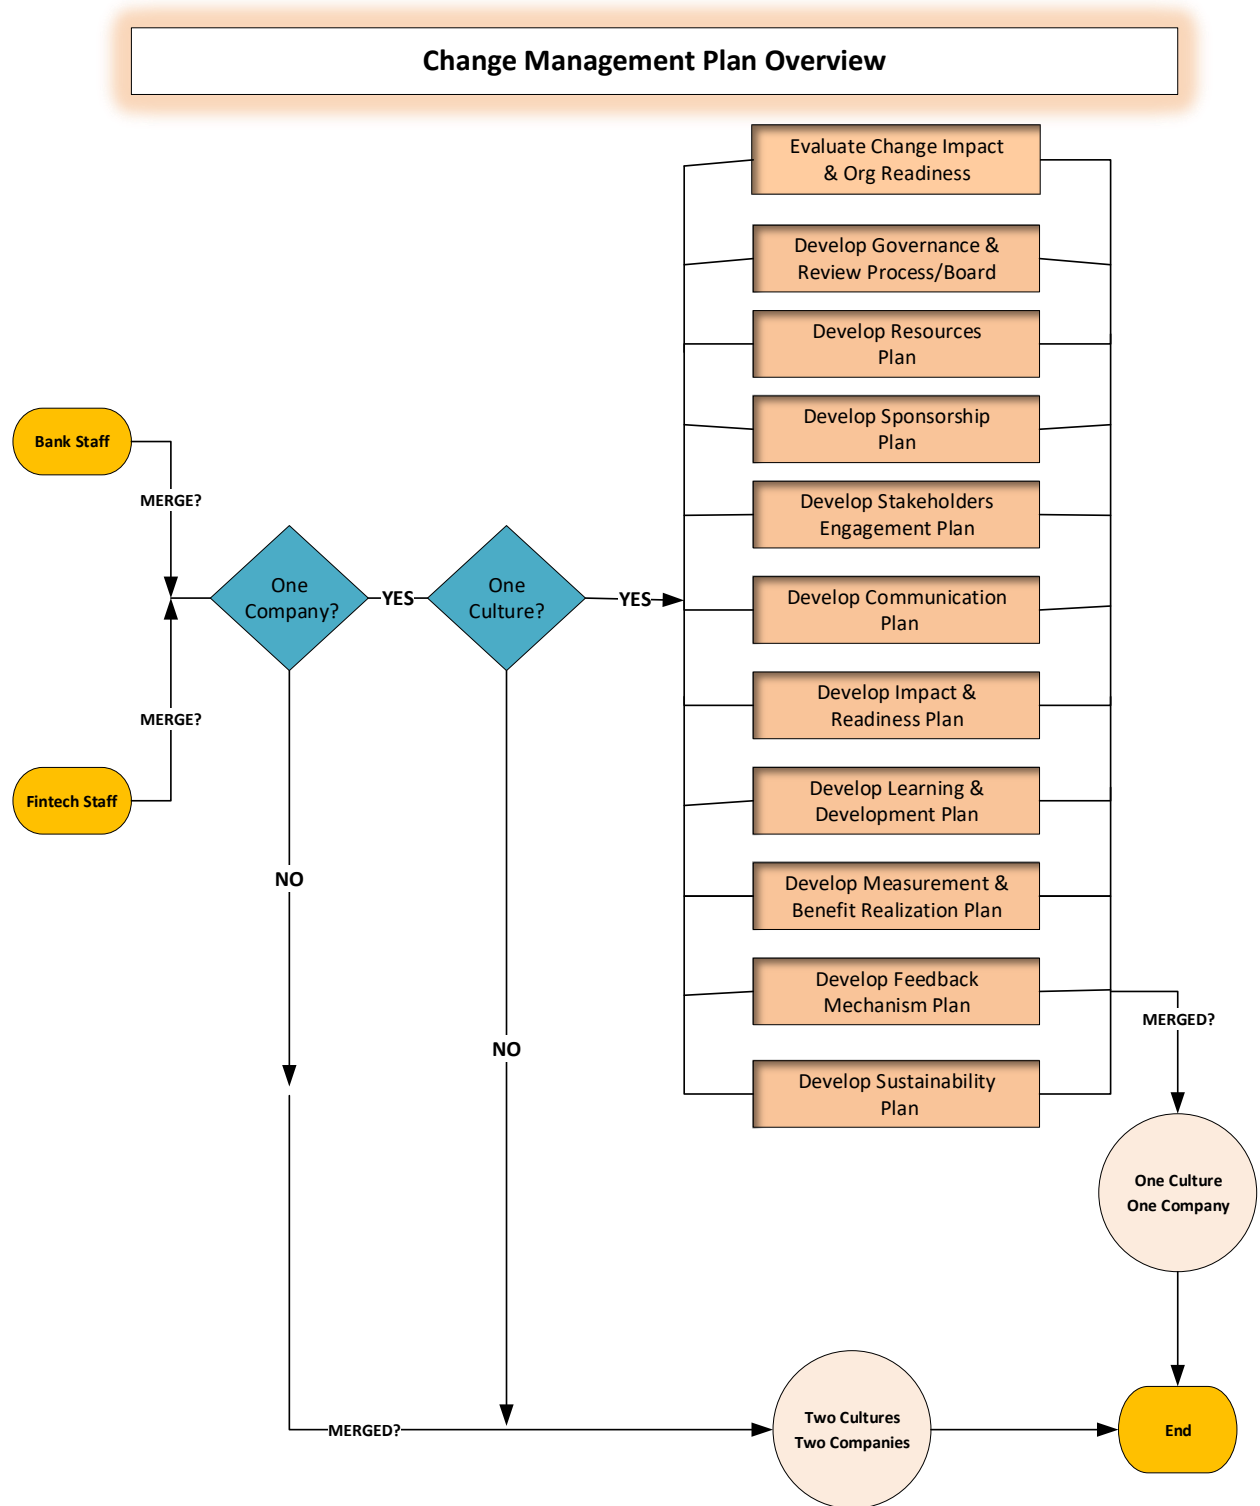 Change Management Plan Overview
Evaluate Change Impact
& Org Readiness
Develop Governance &
Review Process/Board
Develop Resources
Plan
Develop Sponsorship
Plan
Bank Staff
MERGE?
Develop Stakeholders
Engagement Plan
One
Company?
YES
One
Culture?
YES
Develop Communication
Plan
MERGE?
Develop Impact &
Readiness Plan
Fintech Staff
Develop Learning &
Development Plan
NO
Develop Measurement &
Benefit Realization Plan
Develop Feedback
Mechanism Plan
MERGED?
NO
Develop Sustainability
Plan
One Culture
One Company
MERGED?
Two Cultures
Two Companies
End